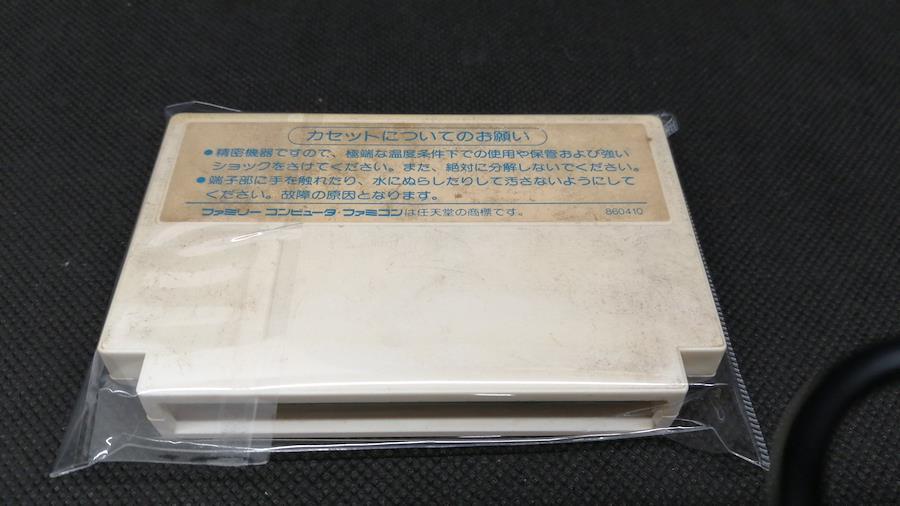 カセットについてのお願い
●精密機器ですので、極端な温度条件下での使用や保管および強い
ショックをさけてください。また、絶対に分解しないでください。
●端子部に手を触れたり、水にぬらしたりして汚さないようにして
ください。故障の原因となります。
ファミリー コンピュータ・ファミコンは任天堂の商標です。 860410